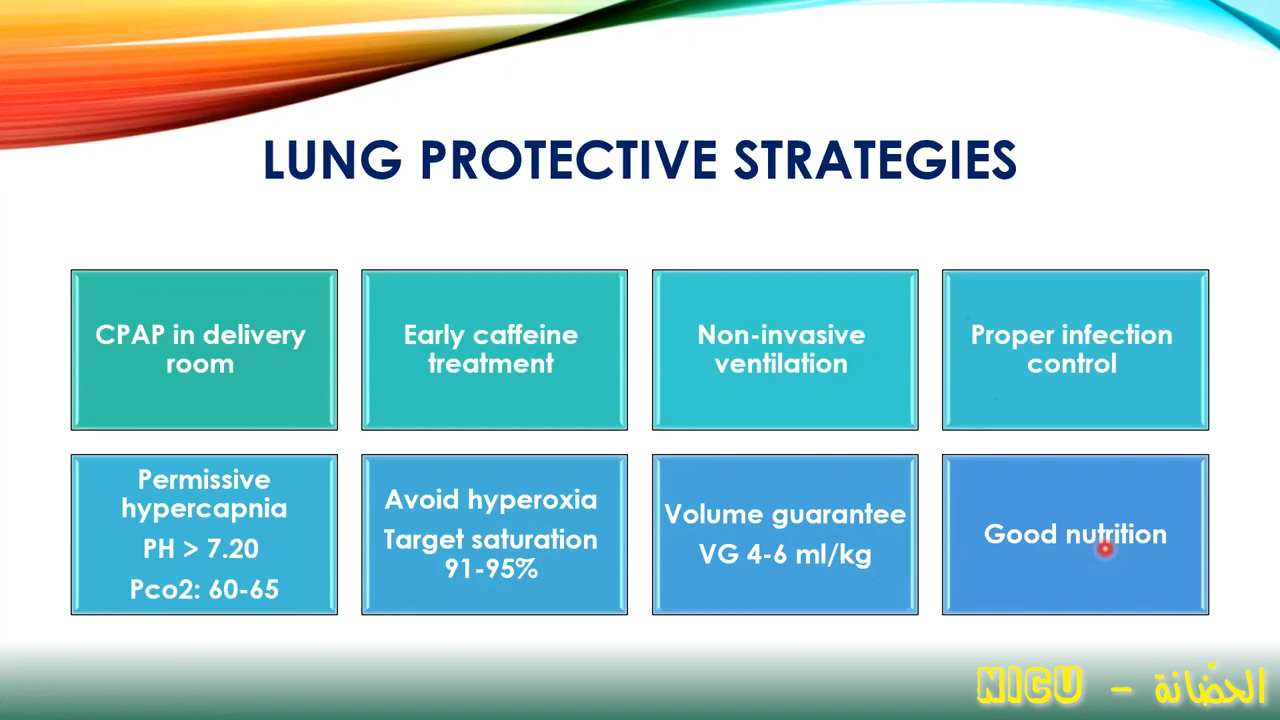 LUNG PROTECTIVE STRATEGIES
CPAP in delivery
room
Early caffeine
treatment
Non-invasive
ventilation
Proper infection
control
Permissive
hypercapnia
PH > 7.20
Pco2: 60-65
Avoid hyperoxia
Target saturation
91-95%
Volume guarantee
VG 4-6 ml/kg
Good nutrition
NICU - الحضّانة